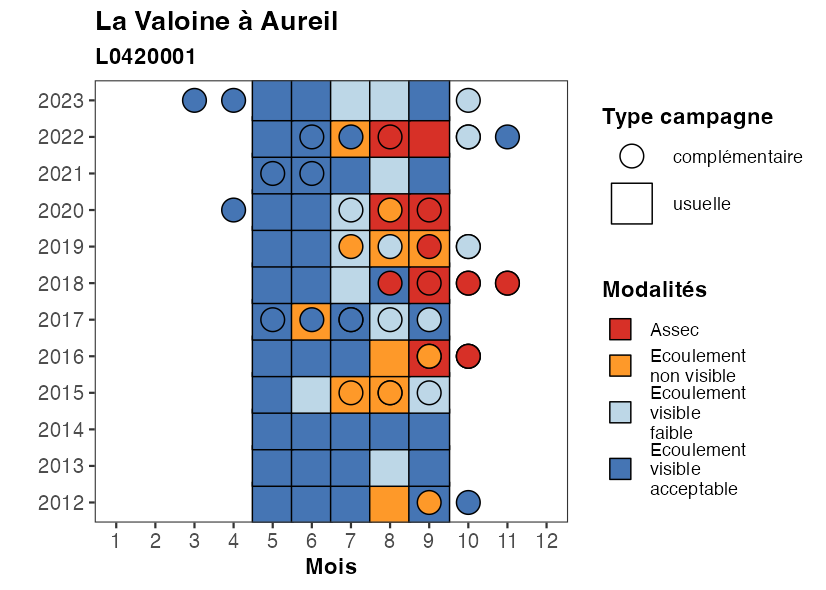 La Valoine à Aureil
L0420001
2023
2022
2021
2020
2019
2018
2017
2016
2015
2014
2013
2012
1 2 3 4 5 6 7 8 9 10 11 12
Mois
Type campagne
complémentaire
usuelle
Modalités
Assec
Ecoulement
non visible
Ecoulement
visible
faible
Ecoulement
visible
acceptable